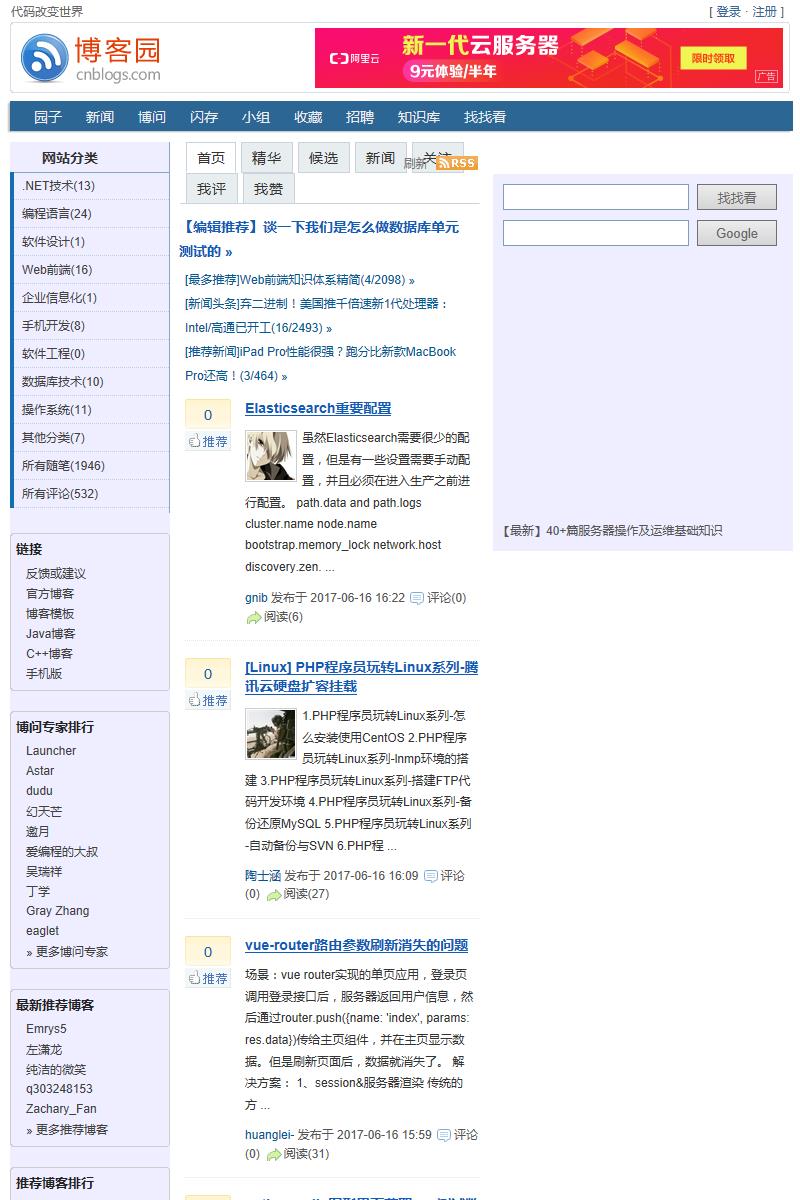 代码改变世界
[ 登录 · 注册 ]
博客园
cnblogs.com
阿里云
新一代云服务器
9元体验/半年
限时领取
广告
园子 新闻 博问 闪存 小组 收藏 招聘 知识库 找找看
网站分类
.NET技术(13)
编程语言(24)
软件设计(1)
Web前端(16)
企业信息化(1)
手机开发(8)
软件工程(0)
数据库技术(10)
操作系统(11)
其他分类(7)
所有随笔(1946)
所有评论(532)
链接
反馈或建议
官方博客
博客模板
Java博客
C++博客
手机版
博问专家排行
Launcher
Astar
dudu
幻天芒
邀月
爱编程的大叔
吴瑞祥
丁学
Gray Zhang
eaglet
» 更多博问专家
最新推荐博客
Emrys5
左潇龙
纯洁的微笑
q303248153
Zachary_Fan
» 更多推荐博客
推荐博客排行
首页 精华 候选 新闻 关注
刷新 RSS
我评 我赞
【编辑推荐】谈一下我们是怎么做数据库单元
测试的 »
[最多推荐]Web前端知识体系精简(4/2098) »
[新闻头条]弃二进制！美国推千倍速新1代处理器：
Intel/高通已开工(16/2493) »
[推荐新闻]iPad Pro性能很强？跑分比新款MacBook
Pro还高！(3/464) »
0
推荐
Elasticsearch重要配置
虽然Elasticsearch需要很少的配
置，但是有一些设置需要手动配
置，并且必须在进入生产之前进
行配置。 path.data and path.logs
cluster.name node.name
bootstrap.memory_lock network.host
discovery.zen. ...
gnib 发布于 2017-06-16 16:22 评论(0)
阅读(6)
0
推荐
[Linux] PHP程序员玩转Linux系列-腾
讯云硬盘扩容挂载
1.PHP程序员玩转Linux系列-怎
么安装使用CentOS 2.PHP程序
员玩转Linux系列-lnmp环境的搭
建 3.PHP程序员玩转Linux系列-搭建FTP代
码开发环境 4.PHP程序员玩转Linux系列-备
份还原MySQL 5.PHP程序员玩转Linux系列
-自动备份与SVN 6.PHP程 ...
陶士涵 发布于 2017-06-16 16:09 评论
(0) 阅读(27)
0
推荐
vue-router路由参数刷新消失的问题
场景：vue router实现的单页应用，登录页
调用登录接口后，服务器返回用户信息，然
后通过router.push({name: 'index', params:
res.data})传给主页组件，并在主页显示数
据。但是刷新页面后，数据就消失了。 解
决方案： 1、session&服务器渲染 传统的
方 ...
huanglei- 发布于 2017-06-16 15:59 评论
(0) 阅读(31)
找找看
Google
【最新】40+篇服务器操作及运维基础知识